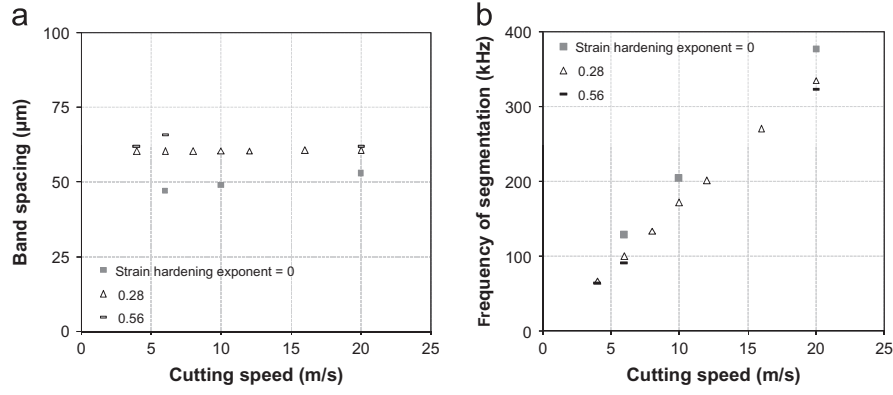 a
100
75
50
25
0
Band spacing (µm)
Strain hardening exponent = 0
0.28
0.56
0 5 10 15 20 25
Cutting speed (m/s)
b
400
300
200
100
0
Frequency of segmentation (kHz)
Strain hardening exponent = 0
0.28
0.56
0 5 10 15 20 25
Cutting speed (m/s)